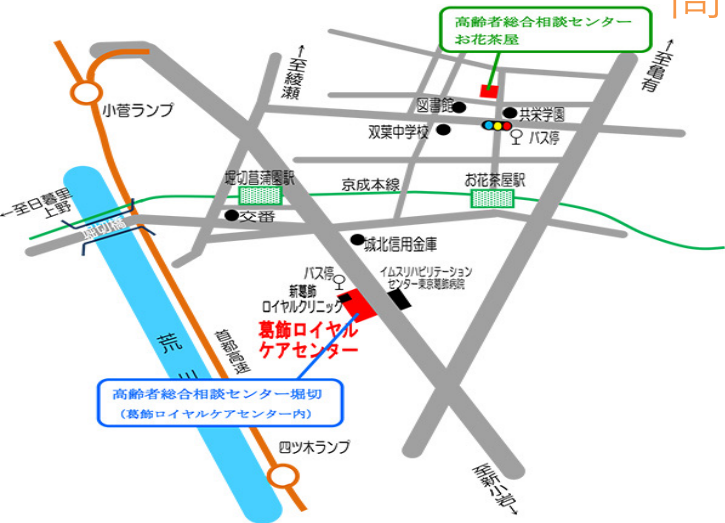 高齢者総合相談センター
お花茶屋
↑至亀有
↑至綾瀬
小菅ランプ
図書館
共栄学園
双葉中学校
バス停
堀切菖蒲園駅
京成本線
お花茶屋駅
←至日暮里
上野
交番
堀切橋
城北信用金庫
バス停
イムスリハビリテーション
センター東京葛飾病院
新葛飾
ロイヤルクリニック
葛飾ロイヤル
ケアセンター
荒川
首都高速
高齢者総合相談センター堀切
(葛飾ロイヤルケアセンター内)
四ツ木ランプ
至新小岩→